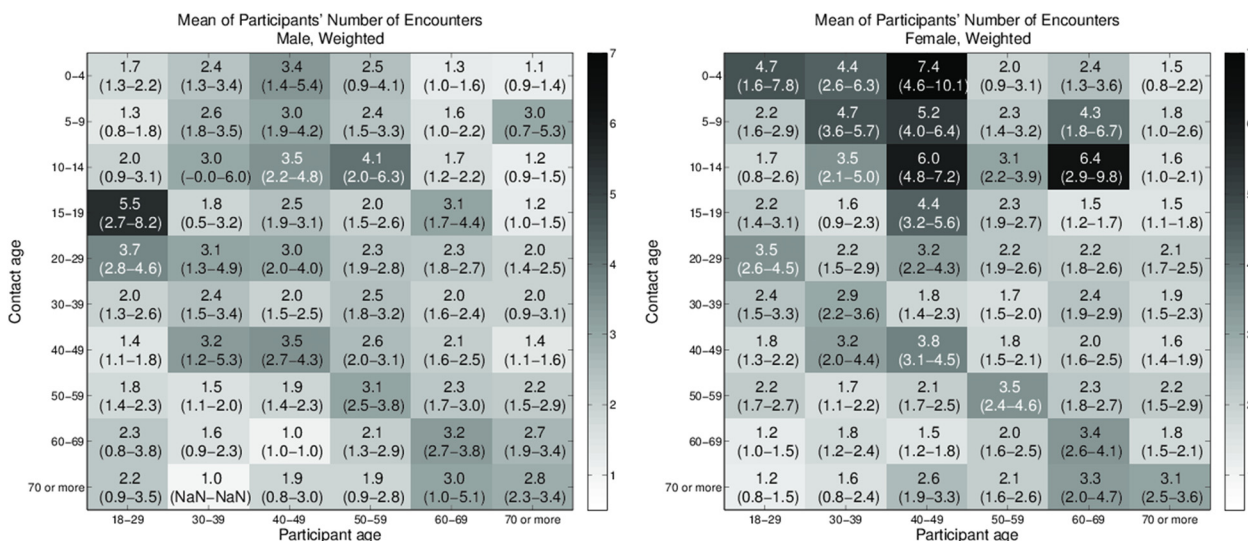 Mean of Participants' Number of Encounters
Male, Weighted
Contact age
0–4
1.7 2.4 3.4 2.5 1.3 1.1
(1.3–2.2) (1.3–3.4) (1.4–5.4) (0.9–4.1) (1.0–1.6) (0.9–1.4)
5–9
1.3 2.6 3.0 2.4 1.6 3.0
(0.8–1.8) (1.8–3.5) (1.9–4.2) (1.5–3.3) (1.0–2.2) (0.7–5.3)
10–14
2.0 3.0 3.5 4.1 1.7 1.2
(0.9–3.1) (−0.0–6.0) (2.2–4.8) (2.0–6.3) (1.2–2.2) (0.9–1.5)
15–19
5.5 1.8 2.5 2.0 3.1 1.2
(2.7–8.2) (0.5–3.2) (1.9–3.1) (1.5–2.6) (1.7–4.4) (1.0–1.5)
20–29
3.7 3.1 3.0 2.3 2.3 2.0
(2.8–4.6) (1.3–4.9) (2.0–4.0) (1.9–2.8) (1.8–2.7) (1.4–2.5)
30–39
2.0 2.4 2.0 2.5 2.0 2.0
(1.3–2.6) (1.5–3.4) (1.5–2.5) (1.8–3.2) (1.6–2.4) (0.9–3.1)
40–49
1.4 3.2 3.5 2.6 2.1 1.4
(1.1–1.8) (1.2–5.3) (2.7–4.3) (2.0–3.1) (1.6–2.5) (1.1–1.6)
50–59
1.8 1.5 1.9 3.1 2.3 2.2
(1.4–2.3) (1.1–2.0) (1.4–2.3) (2.5–3.8) (1.7–3.0) (1.5–2.9)
60–69
2.3 1.6 1.0 2.1 3.2 2.7
(0.8–3.8) (0.9–2.3) (1.0–1.0) (1.3–2.9) (2.7–3.8) (1.9–3.4)
70 or more
2.2 1.0 1.9 1.9 3.0 2.8
(0.9–3.5) (NaN–NaN) (0.8–3.0) (0.9–2.8) (1.0–5.1) (2.3–3.4)
18–29 30–39 40–49 50–59 60–69 70 or more
Participant age
7
6
5
4
3
2
1
Mean of Participants' Number of Encounters
Female, Weighted
Contact age
0–4
4.7 4.4 7.4 2.0 2.4 1.5
(1.6–7.8) (2.6–6.3) (4.6–10.1) (0.9–3.1) (1.3–3.6) (0.8–2.2)
5–9
2.2 4.7 5.2 2.3 4.3 1.8
(1.6–2.9) (3.6–5.7) (4.0–6.4) (1.4–3.2) (1.8–6.7) (1.0–2.6)
10–14
1.7 3.5 6.0 3.1 6.4 1.6
(0.8–2.6) (2.1–5.0) (4.8–7.2) (2.2–3.9) (2.9–9.8) (1.0–2.1)
15–19
2.2 1.6 4.4 2.3 1.5 1.5
(1.4–3.1) (0.9–2.3) (3.2–5.6) (1.9–2.7) (1.2–1.7) (1.1–1.8)
20–29
3.5 2.2 3.2 2.2 2.2 2.1
(2.6–4.5) (1.5–2.9) (2.2–4.3) (1.9–2.6) (1.8–2.6) (1.7–2.5)
30–39
2.4 2.9 1.8 1.7 2.4 1.9
(1.5–3.3) (2.2–3.6) (1.4–2.3) (1.5–2.0) (1.9–2.9) (1.5–2.3)
40–49
1.8 3.2 3.8 1.8 2.0 1.6
(1.3–2.2) (2.0–4.4) (3.1–4.5) (1.5–2.1) (1.6–2.5) (1.4–1.9)
50–59
2.2 1.7 2.1 3.5 2.3 2.2
(1.7–2.7) (1.1–2.2) (1.7–2.5) (2.4–4.6) (1.8–2.7) (1.5–2.9)
60–69
1.2 1.8 1.5 2.0 3.4 1.8
(1.0–1.5) (1.2–2.4) (1.2–1.8) (1.6–2.5) (2.6–4.1) (1.5–2.1)
70 or more
1.2 1.6 2.6 2.1 3.3 3.1
(0.8–1.5) (0.8–2.4) (1.9–3.3) (1.6–2.6) (2.0–4.7) (2.5–3.6)
18–29 30–39 40–49 50–59 60–69 70 or more
Participant age